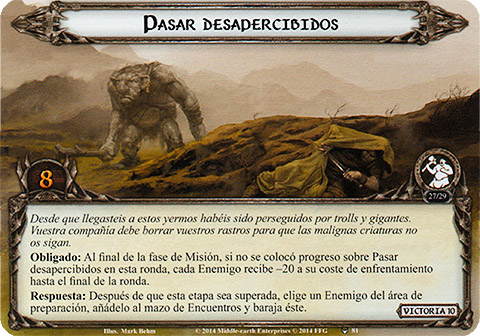 PASAR DESAPERCIBIDOS
8
27/29
Desde que llegasteis a estos yermos habéis sido perseguidos por trolls y gigantes.
Vuestra compañía debe borrar vuestros rastros para que las malignas criaturas no
os sigan.
Obligado: Al final de la fase de Misión, si no se colocó progreso sobre Pasar
desapercibidos en esta ronda, cada Enemigo recibe –20 a su coste de enfrentamiento
hasta el final de la ronda.
Respuesta: Después de que esta etapa sea superada, elige un Enemigo del área de
preparación, añádelo al mazo de Encuentros y baraja éste.
VICTORIA 10
Illus. Mark Behm © 2014 Middle-earth Enterprises © 2014 FFG 81